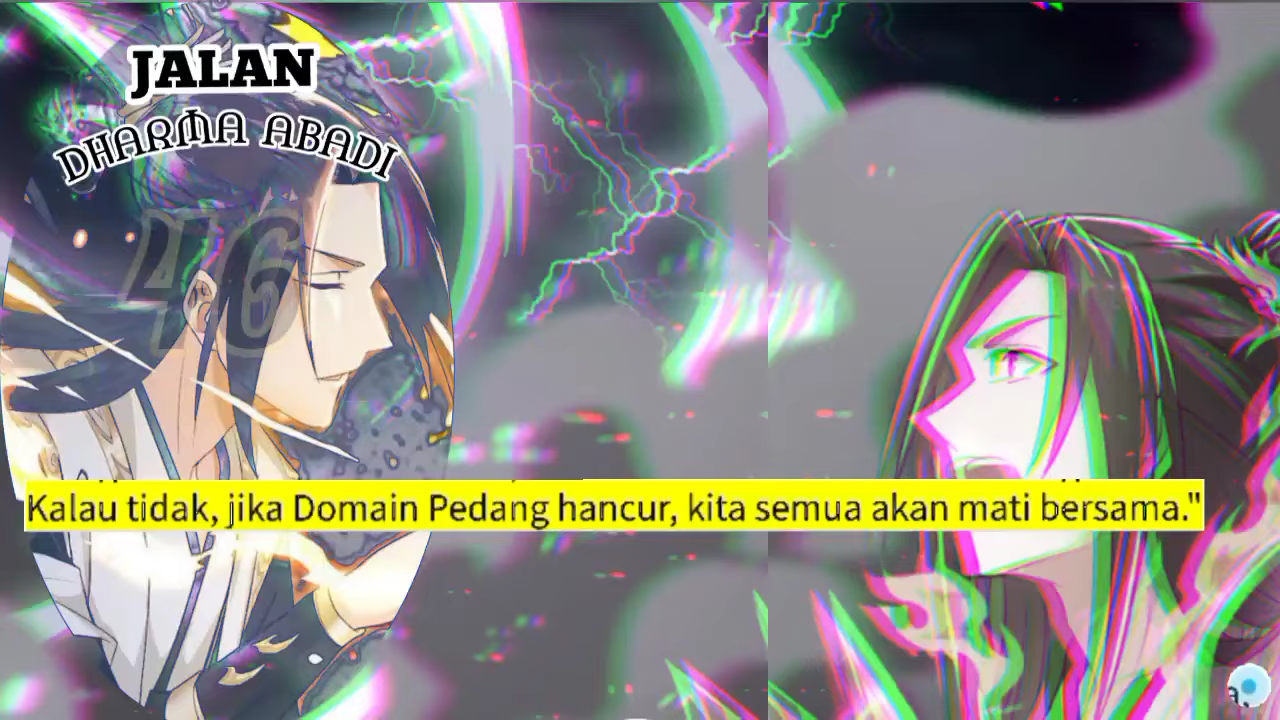 JALAN
DHARMA ABADI
46
Kalau tidak, jika Domain Pedang hancur, kita semua akan mati bersama."
a.